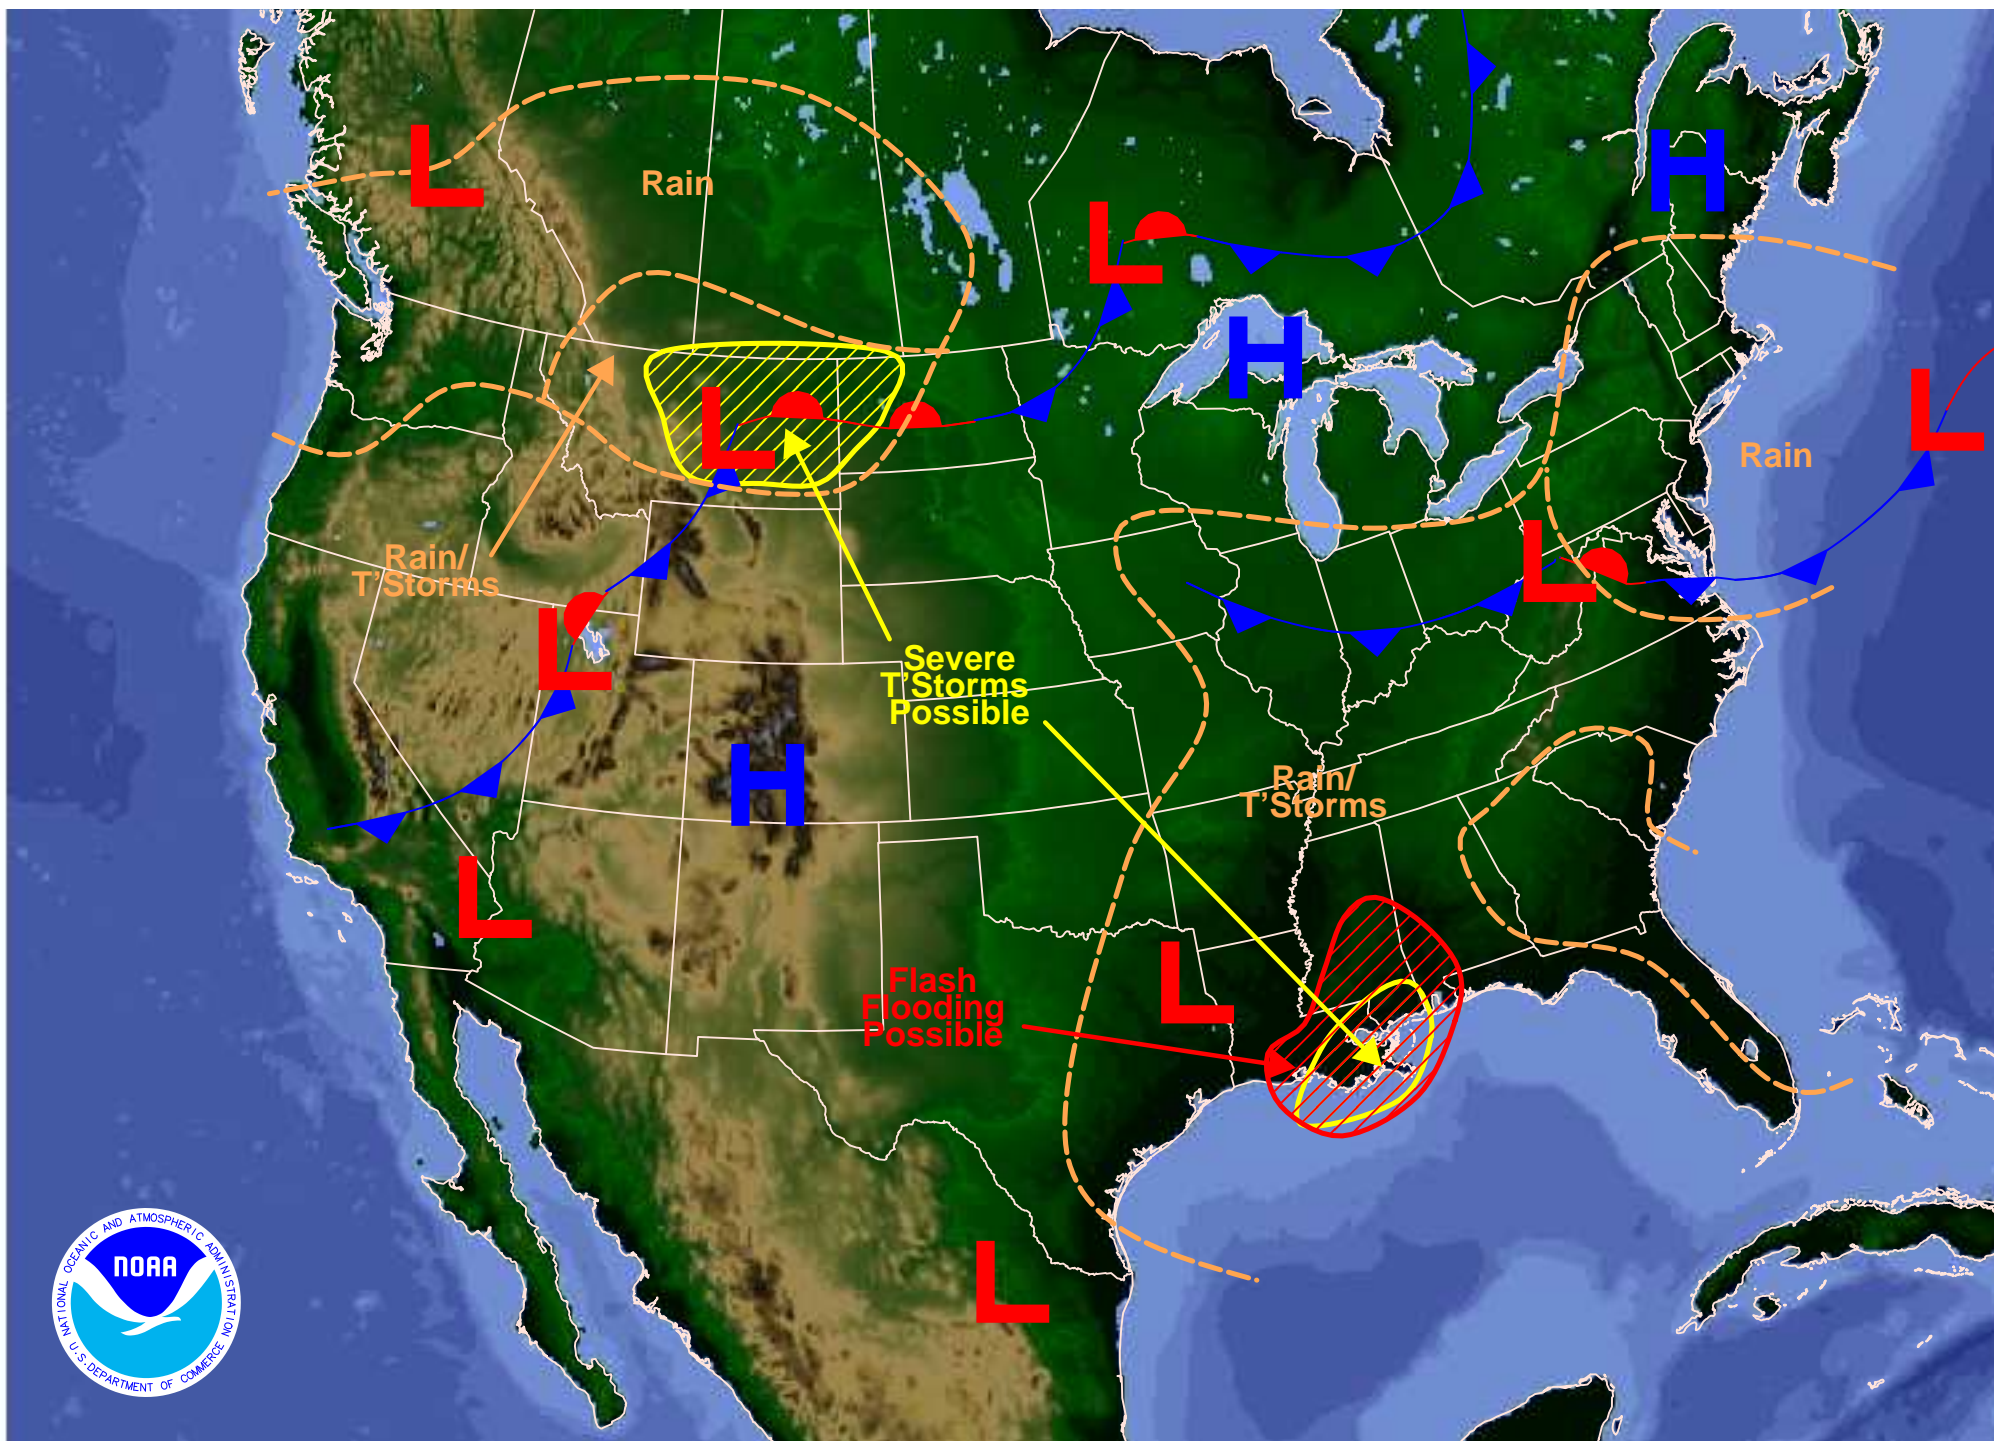 L
Rain
H
L
H
L
L
Rain
L
Rain/
T'Storms
L
Severe
T'Storms
Possible
H
Rain/
T'Storms
L
L
Flash
Flooding
Possible
L
NATIONAL OCEANIC AND ATMOSPHERIC ADMINISTRATION
NOAA
U.S. DEPARTMENT OF COMMERCE